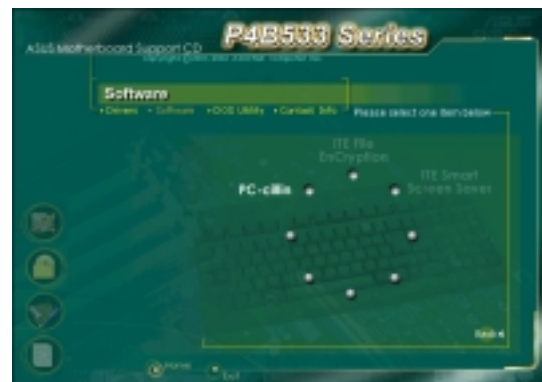 P4B533 Series
ASUS Motherboard Support CD
Software
• Drivers • Software • DOS Utility • Contact Info
Please select one item below
ITE File
EnCryption
ITE Smart
Screen Saver
PC-cillin
Back
Home
Exit